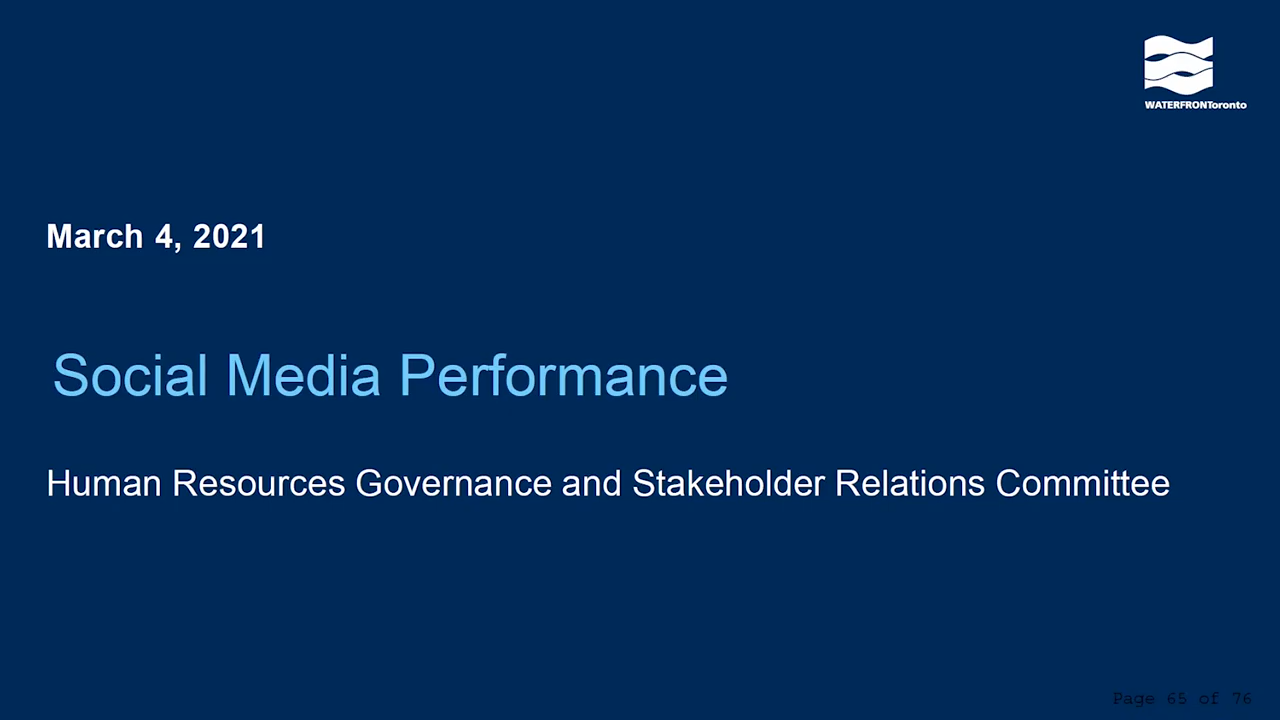 WATERFRONToronto
March 4, 2021
Social Media Performance
Human Resources Governance and Stakeholder Relations Committee
Page 65 of 76